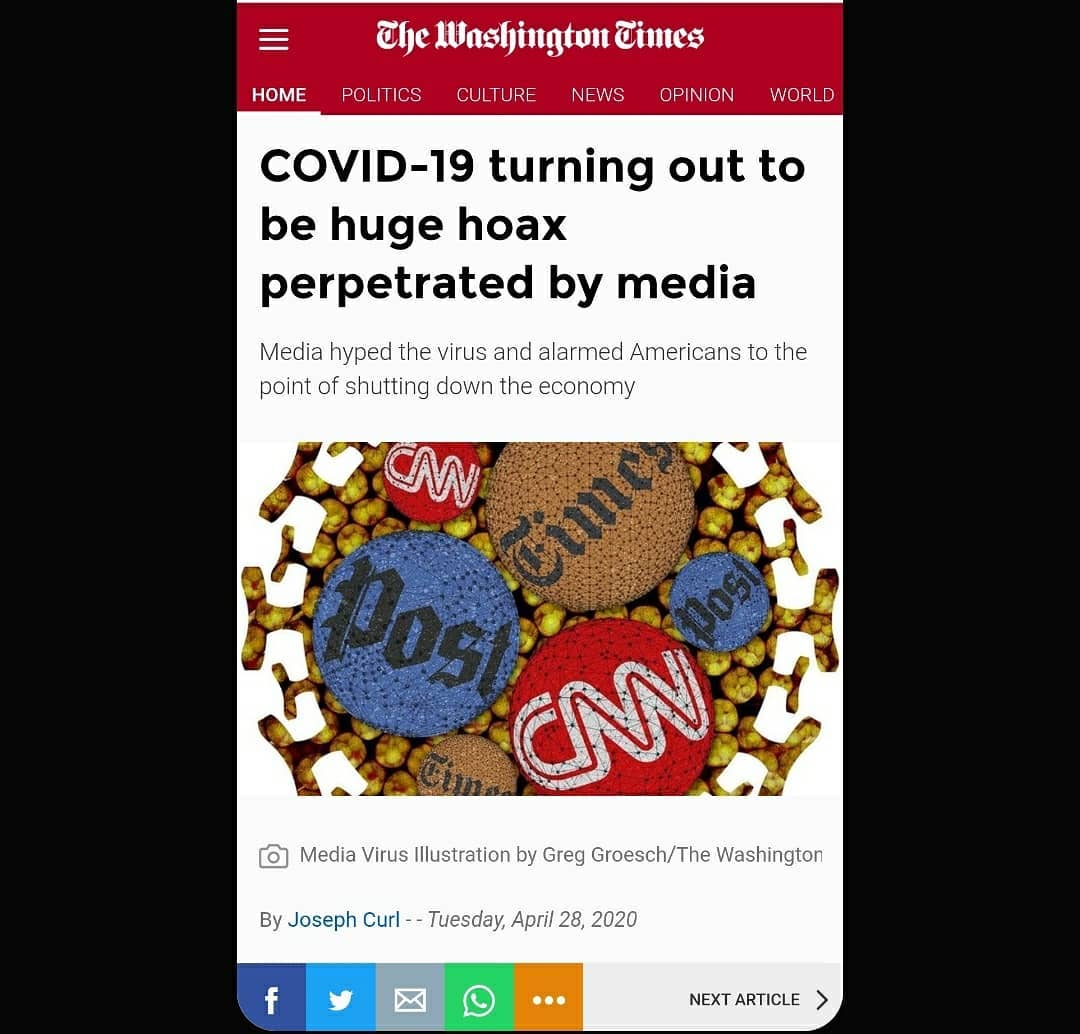 The Washington Times
HOME POLITICS CULTURE NEWS OPINION WORLD
COVID-19 turning out to
be huge hoax
perpetrated by media
Media hyped the virus and alarmed Americans to the
point of shutting down the economy
CNN
Times
Post
Post
CNN
Times
Media Virus Illustration by Greg Groesch/The Washington
By Joseph Curl - - Tuesday, April 28, 2020
f
NEXT ARTICLE